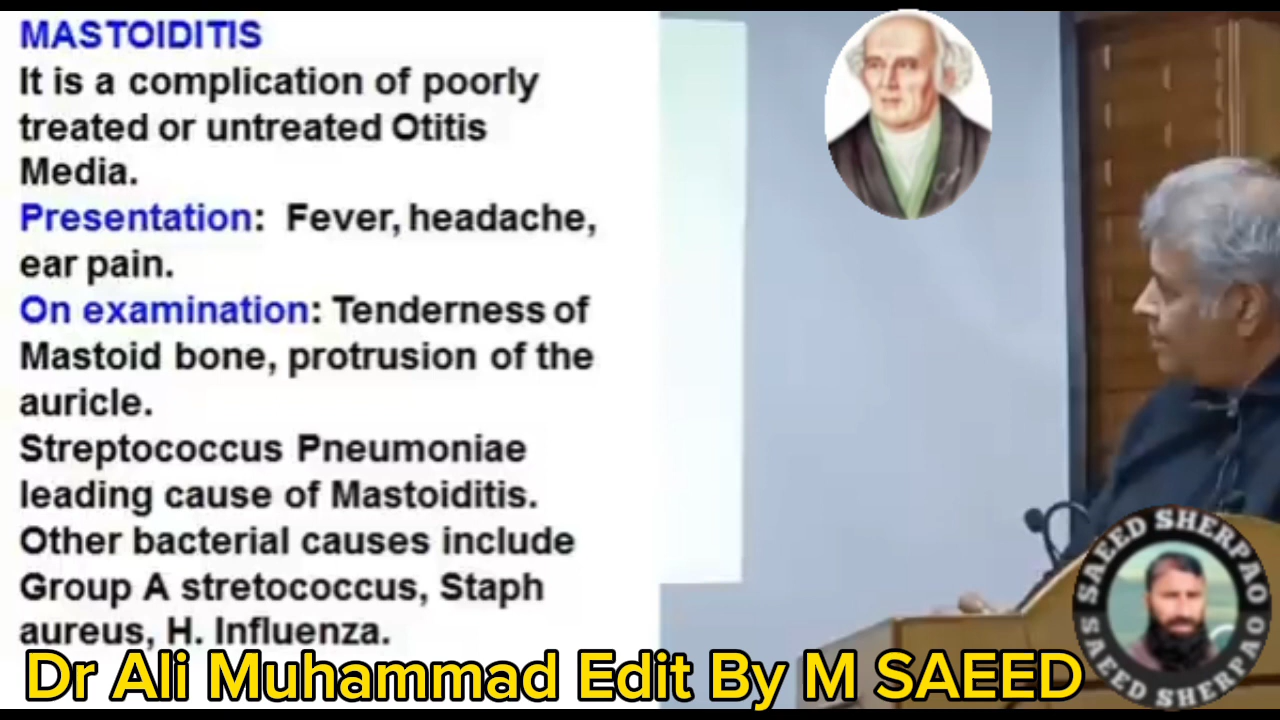 MASTOIDITIS
It is a complication of poorly
treated or untreated Otitis
Media.
Presentation: Fever, headache,
ear pain.
On examination: Tenderness of
Mastoid bone, protrusion of the
auricle.
Streptococcus Pneumoniae
leading cause of Mastoiditis.
Other bacterial causes include
Group A stretococcus, Staph
aureus, H. Influenza.
Dr Ali Muhammad Edit By M SAEED
SAEED SHERPAO
SAEED SHERPAO